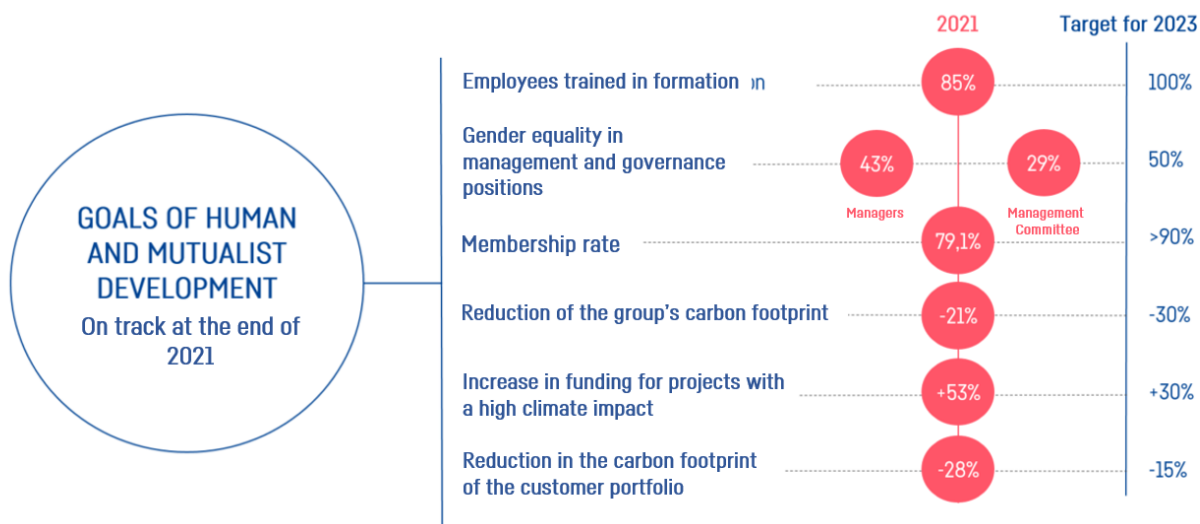 2021
Target for 2023
GOALS OF HUMAN
AND MUTUALIST
DEVELOPMENT
On track at the end of
2021
Employees trained in formation on
85%
100%
Gender equality in
management and governance
positions
43%
Managers
29%
Management
Committee
50%
Membership rate
79,1%
>90%
Reduction of the group's carbon footprint
-21%
-30%
Increase in funding for projects with
a high climate impact
+53%
+30%
Reduction in the carbon footprint
of the customer portfolio
-28%
-15%